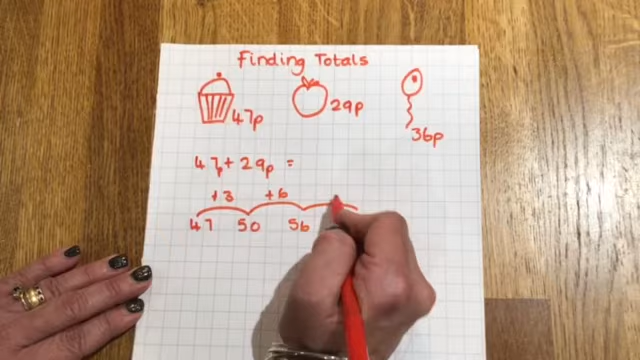 Finding Totals
47p 29p 36p
47p + 29p =
+3 +6
47 50 56